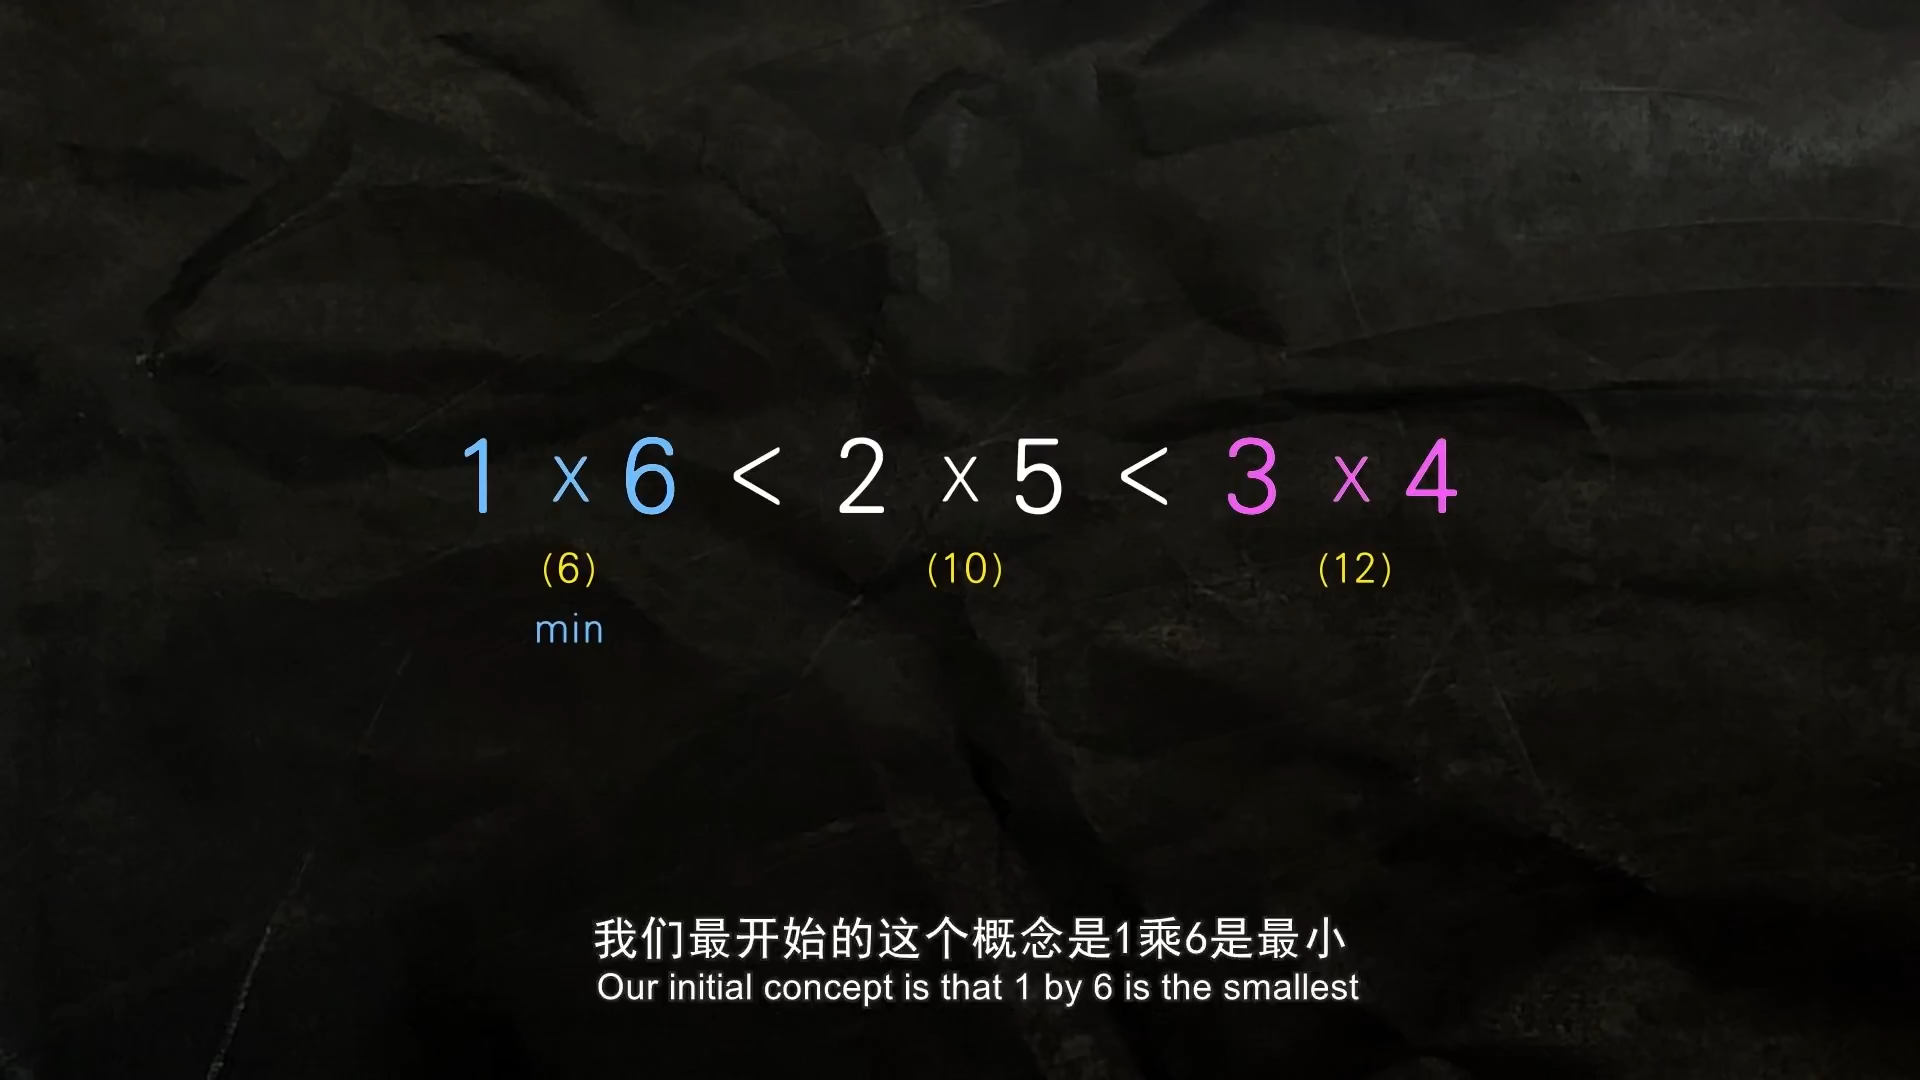 1 x 6 < 2 x 5 < 3 x 4
(6) (10) (12)
min
我们最开始的这个概念是1乘6是最小
Our initial concept is that 1 by 6 is the smallest